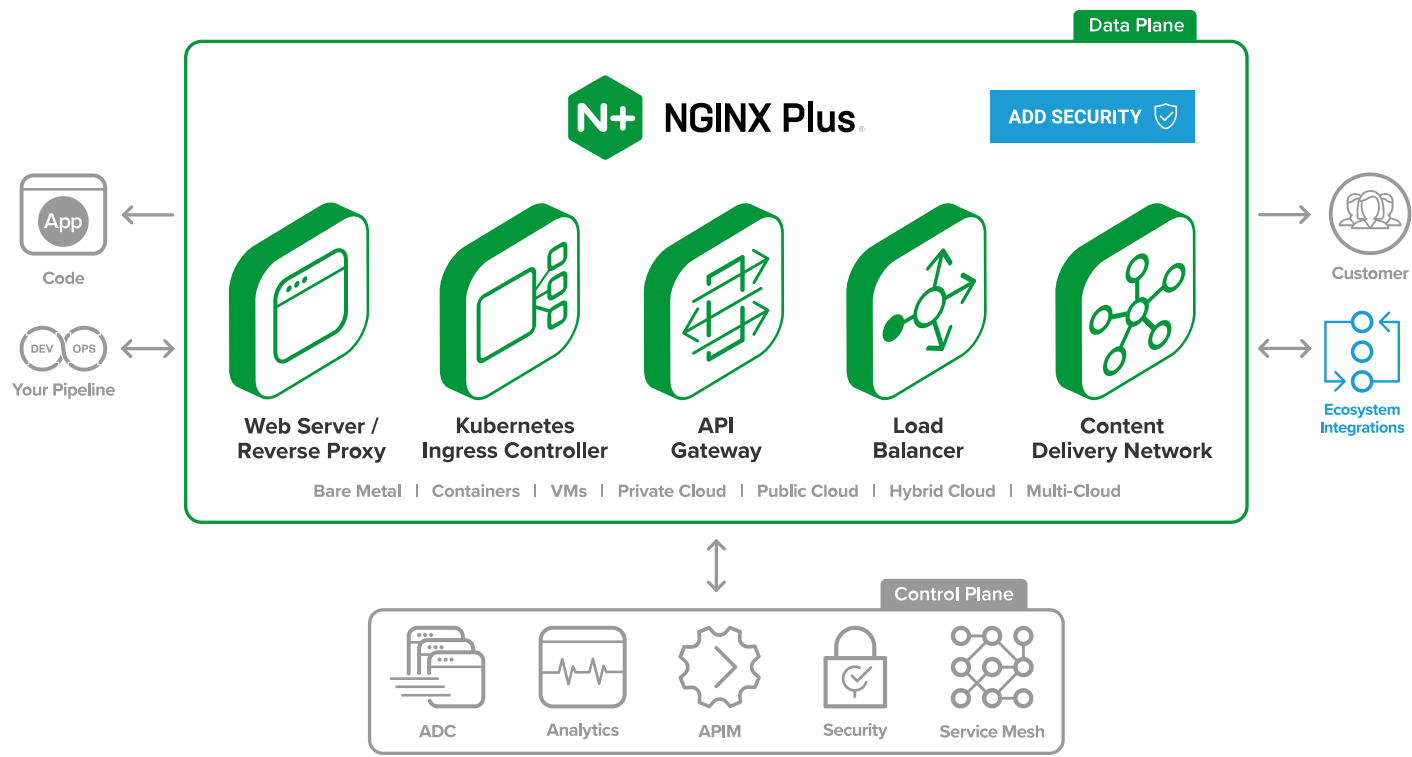 Data Plane
N+ NGINX Plus
ADD SECURITY
App
Code
DEV OPS
Your Pipeline
Customer
Ecosystem
Integrations
Web Server /
Reverse Proxy
Kubernetes
Ingress Controller
API
Gateway
Load
Balancer
Content
Delivery Network
Bare Metal | Containers | VMs | Private Cloud | Public Cloud | Hybrid Cloud | Multi-Cloud
Control Plane
ADC
Analytics
APIM
Security
Service Mesh